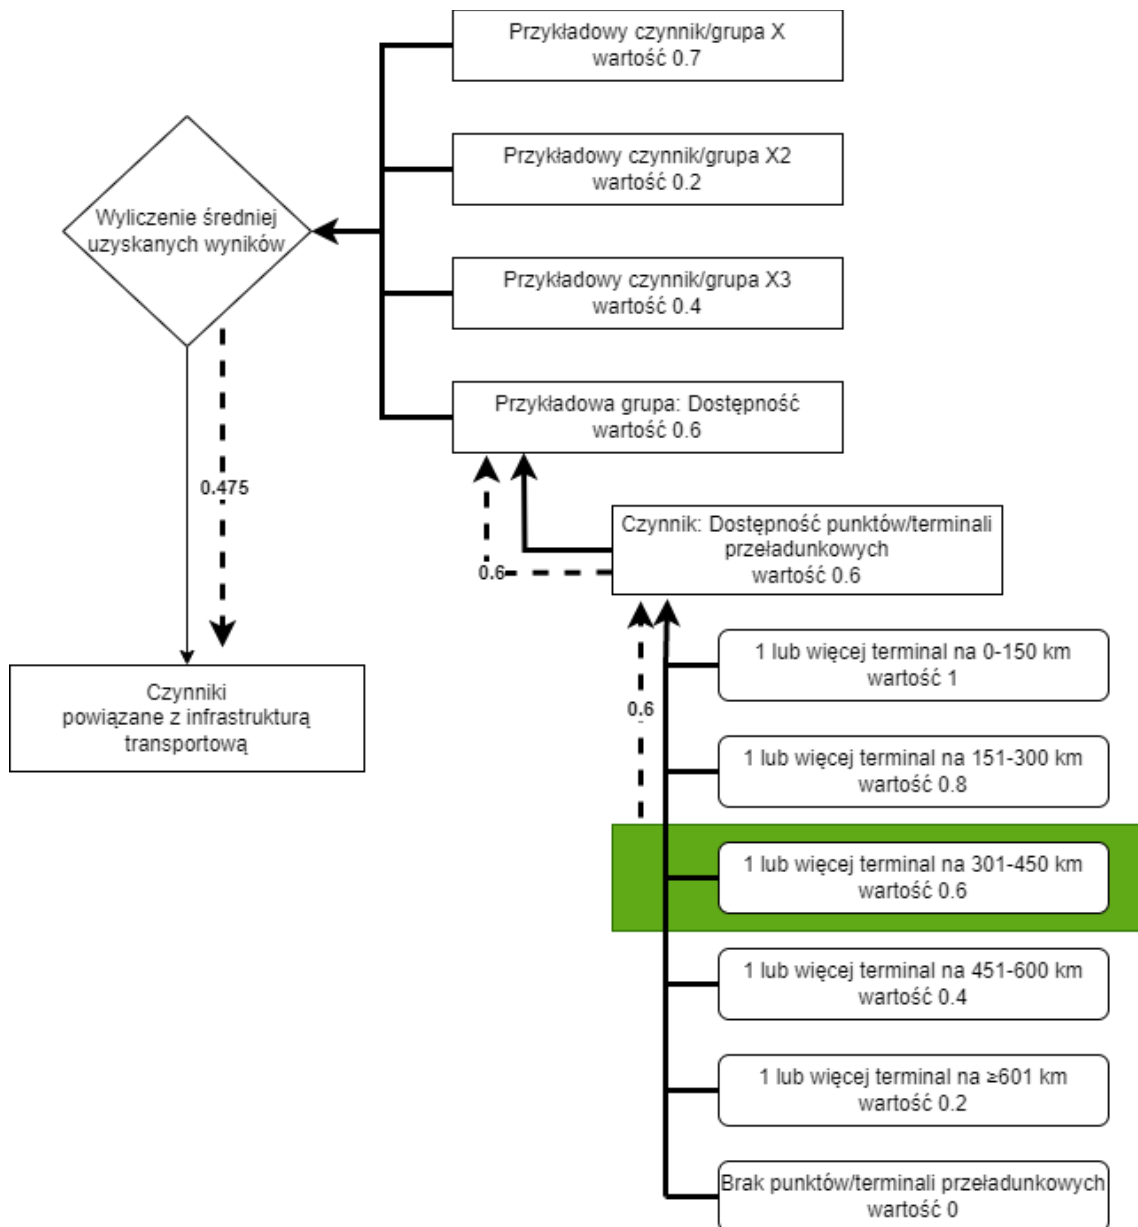 Przykładowy czynnik/grupa X
wartość 0.7
Przykładowy czynnik/grupa X2
wartość 0.2
Wyliczenie średniej
uzyskanych wyników
Przykładowy czynnik/grupa X3
wartość 0.4
Przykładowa grupa: Dostępność
wartość 0.6
0.475
Czynnik: Dostępność punktów/terminali
przeładunkowych
wartość 0.6
0.6
1 lub więcej terminal na 0-150 km
wartość 1
0.6
Czynniki
powiązane z infrastrukturą
transportową
1 lub więcej terminal na 151-300 km
wartość 0.8
1 lub więcej terminal na 301-450 km
wartość 0.6
1 lub więcej terminal na 451-600 km
wartość 0.4
1 lub więcej terminal na ≥601 km
wartość 0.2
Brak punktów/terminali przeładunkowych
wartość 0